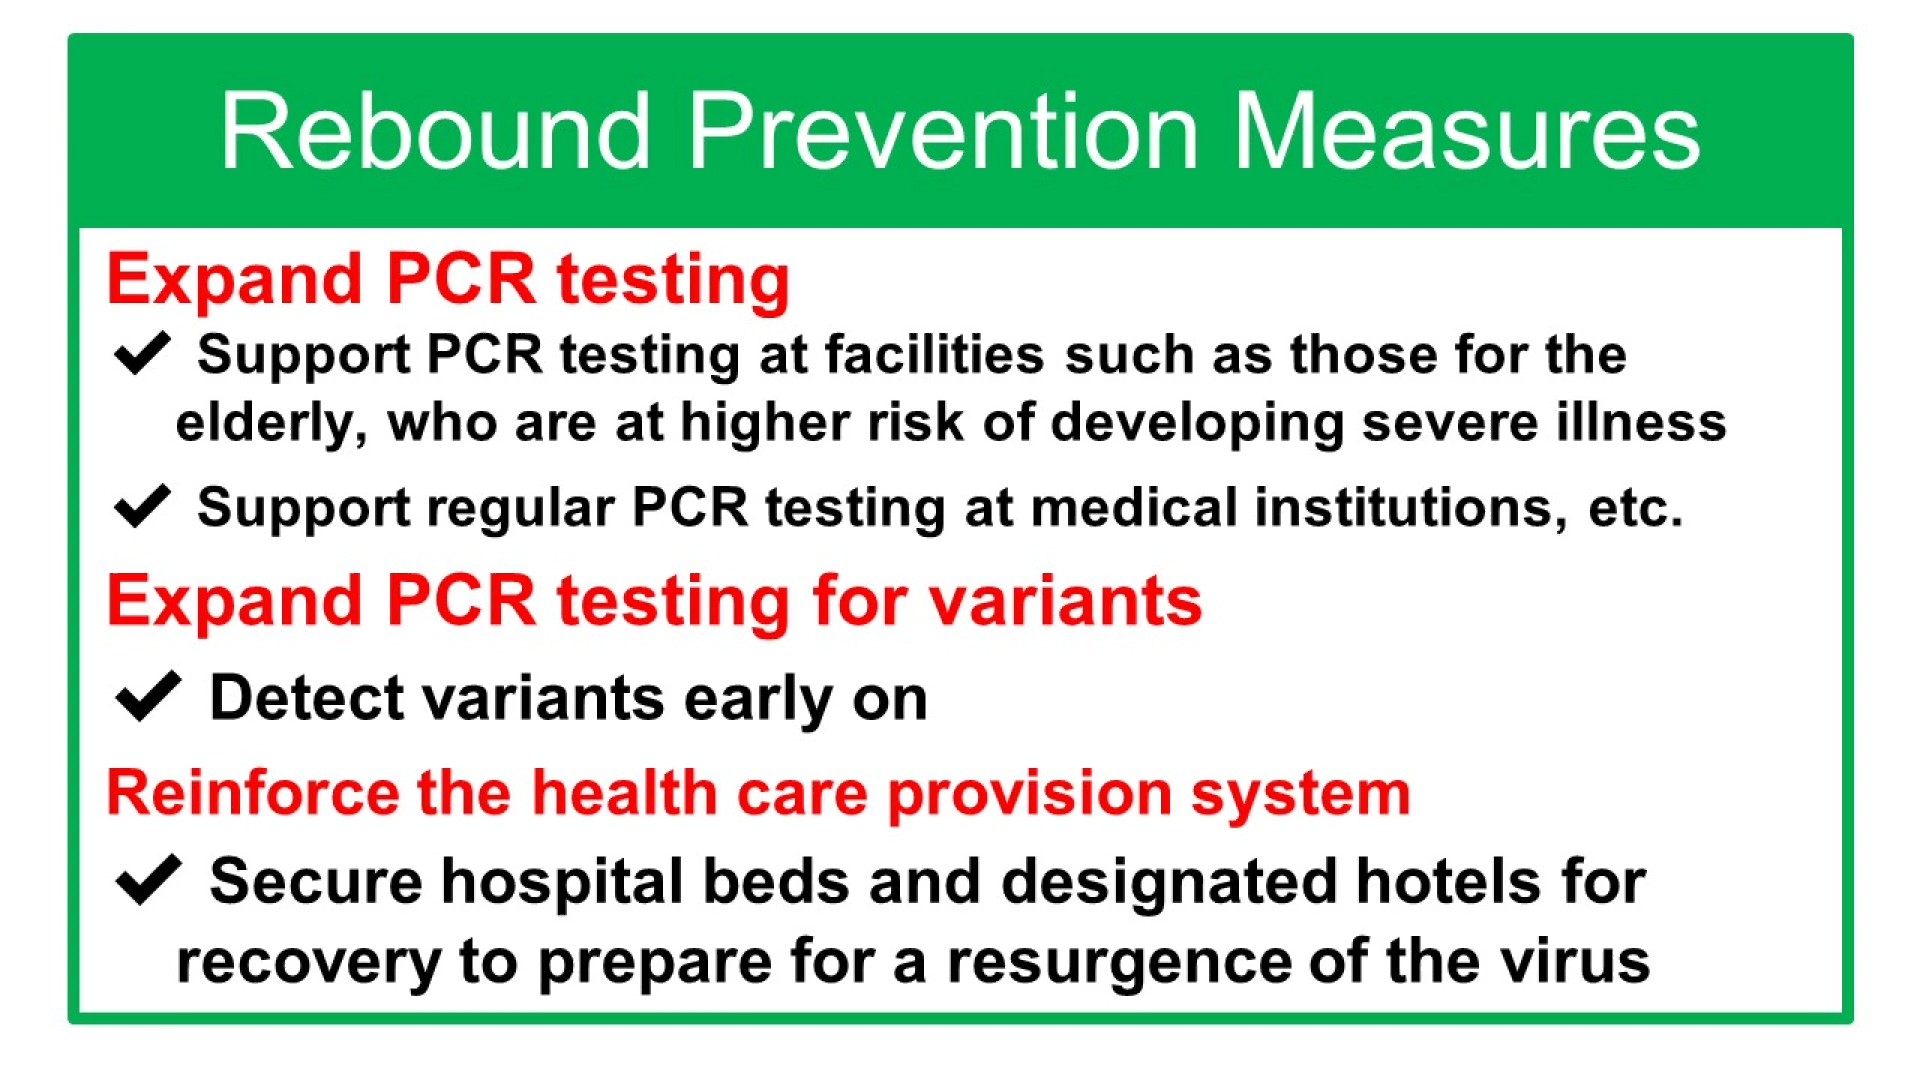 Rebound Prevention Measures
Expand PCR testing
✔ Support PCR testing at facilities such as those for the
elderly, who are at higher risk of developing severe illness
✔ Support regular PCR testing at medical institutions, etc.
Expand PCR testing for variants
✔ Detect variants early on
Reinforce the health care provision system
✔ Secure hospital beds and designated hotels for
recovery to prepare for a resurgence of the virus